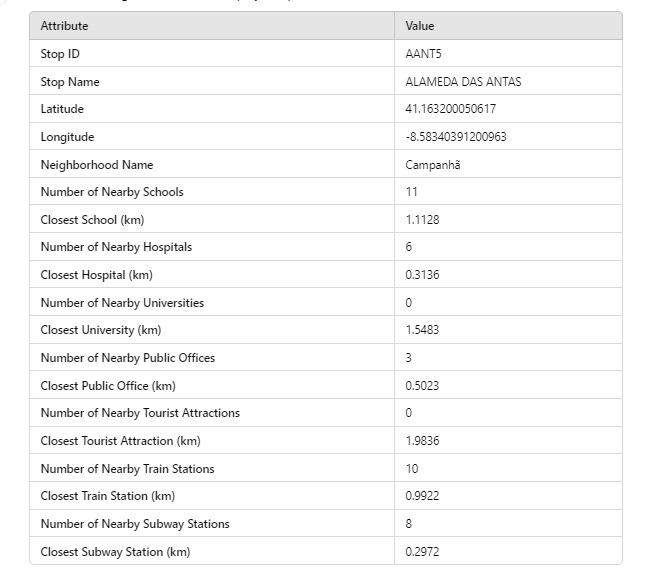 Attribute Value
Stop ID AANT5
Stop Name ALAMEDA DAS ANTAS
Latitude 41.163200050617
Longitude -8.58340391200963
Neighborhood Name Campanhã
Number of Nearby Schools 11
Closest School (km) 1.1128
Number of Nearby Hospitals 6
Closest Hospital (km) 0.3136
Number of Nearby Universities 0
Closest University (km) 1.5483
Number of Nearby Public Offices 3
Closest Public Office (km) 0.5023
Number of Nearby Tourist Attractions 0
Closest Tourist Attraction (km) 1.9836
Number of Nearby Train Stations 10
Closest Train Station (km) 0.9922
Number of Nearby Subway Stations 8
Closest Subway Station (km) 0.2972